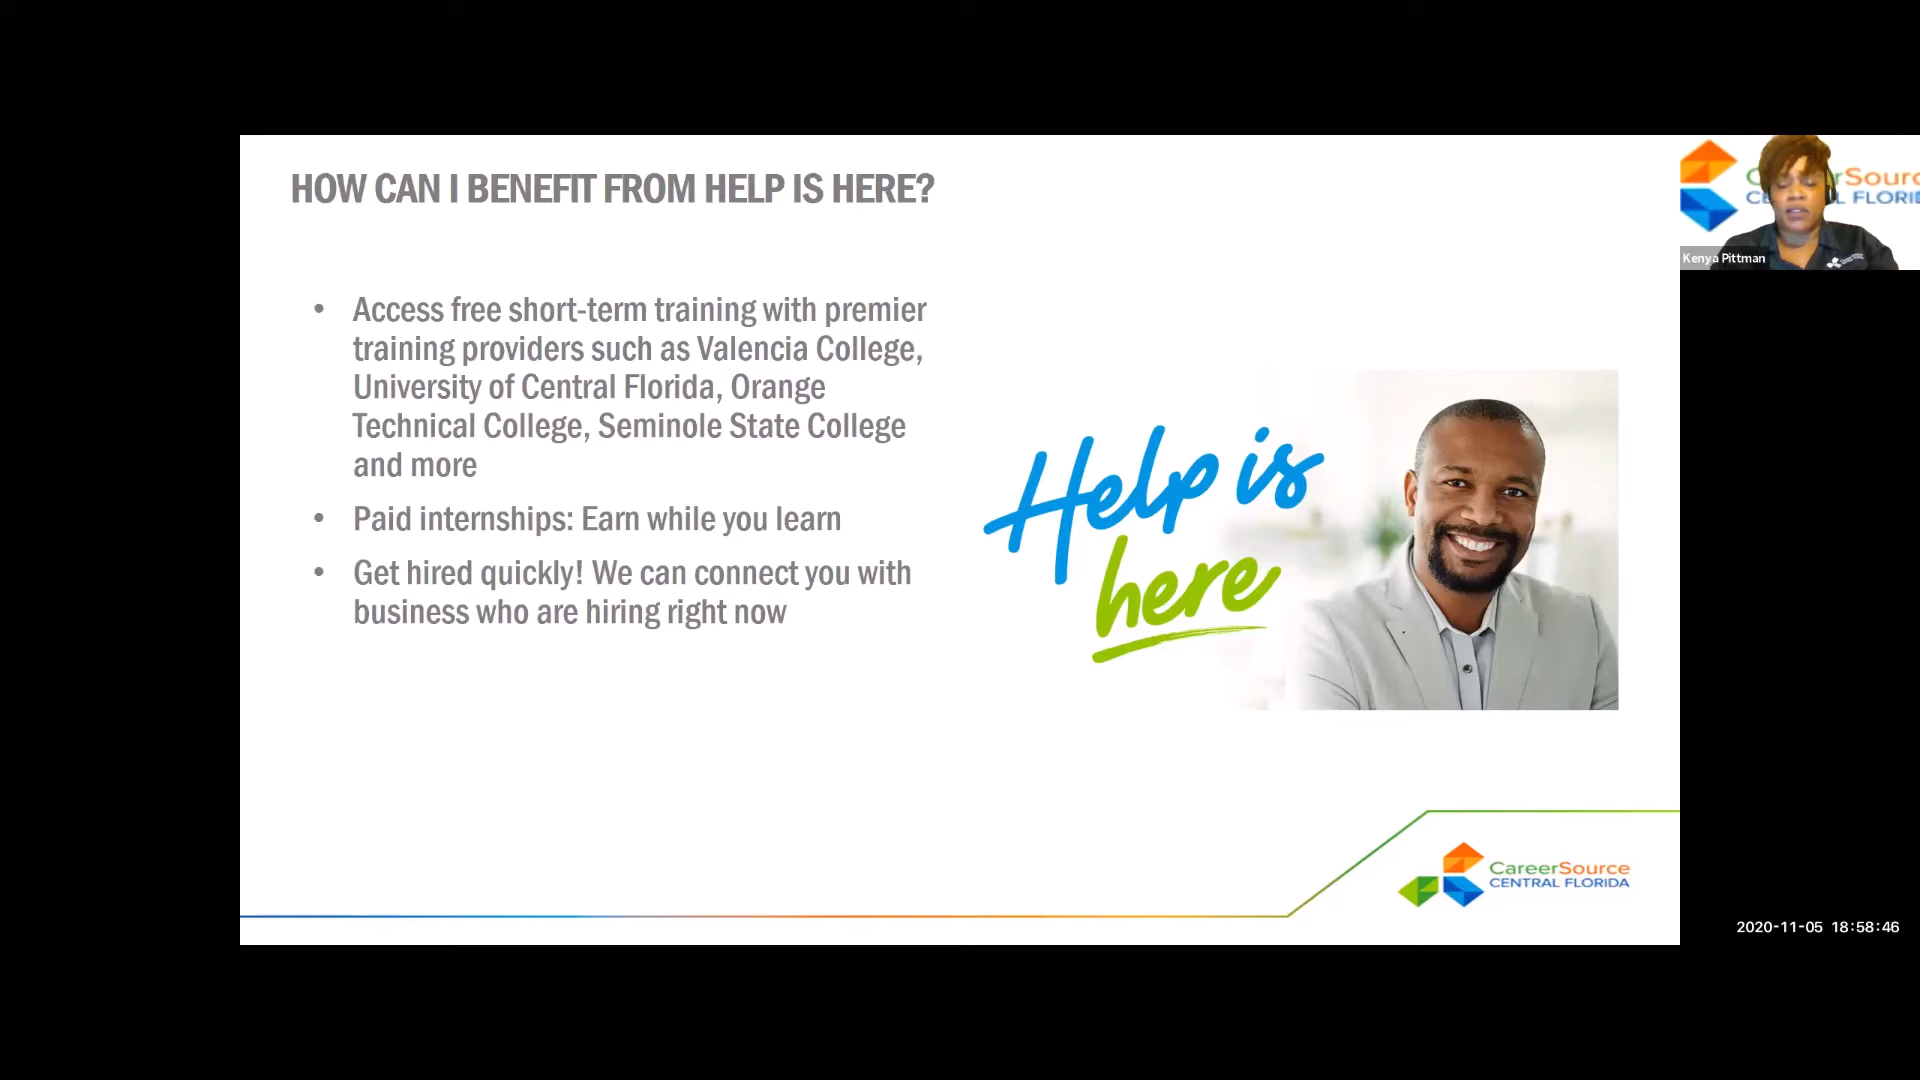 HOW CAN I BENEFIT FROM HELP IS HERE?
• Access free short-term training with premier
training providers such as Valencia College,
University of Central Florida, Orange
Technical College, Seminole State College
and more
• Paid internships: Earn while you learn
• Get hired quickly! We can connect you with
business who are hiring right now
Help is
here
CareerSource
CENTRAL FLORIDA
Kenya Pittman
2020-11-05 18:58:46